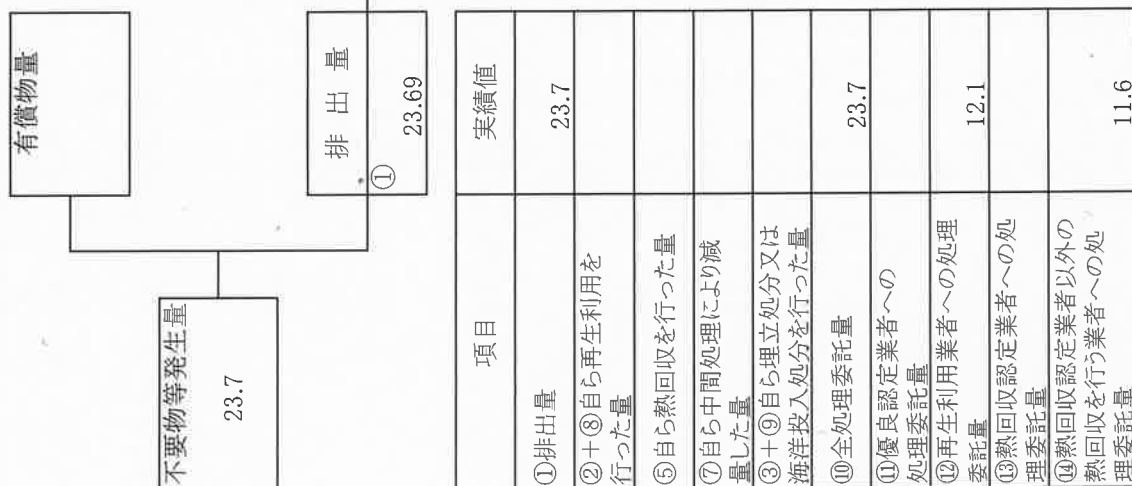 有償物量
不要物等発生量
23.7
排出量
①
23.69
項目
実績値
①排出量
23.7
②+⑧自ら再生利用を
行った量
⑤自ら熱回収を行った量
⑦自ら中間処理により減
量した量
③+⑨自ら埋立処分又は
海洋投入処分を行った量
⑩全処理委託量
23.7
⑪優良認定業者への
処理委託量
⑫再生利用業者への処理
委託量
12.1
⑬熱回収認定業者への処
理委託量
⑭熱回収認定業者以外の
熱回収を行う業者への処
理委託量
11.6